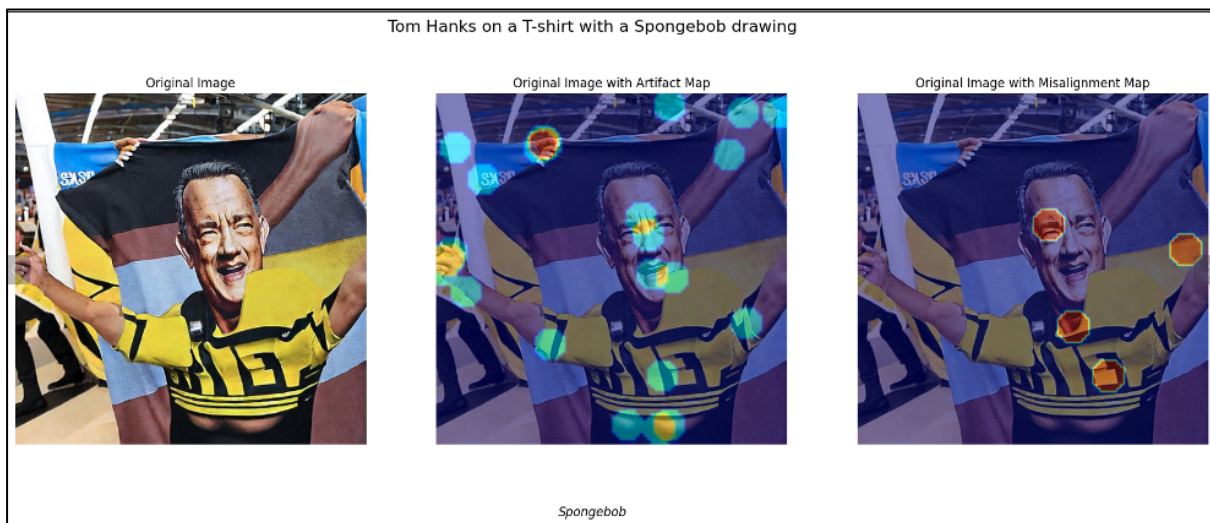 Tom Hanks on a T-shirt with a Spongebob drawing
Original Image
Original Image with Artifact Map
Original Image with Misalignment Map
Spongebob